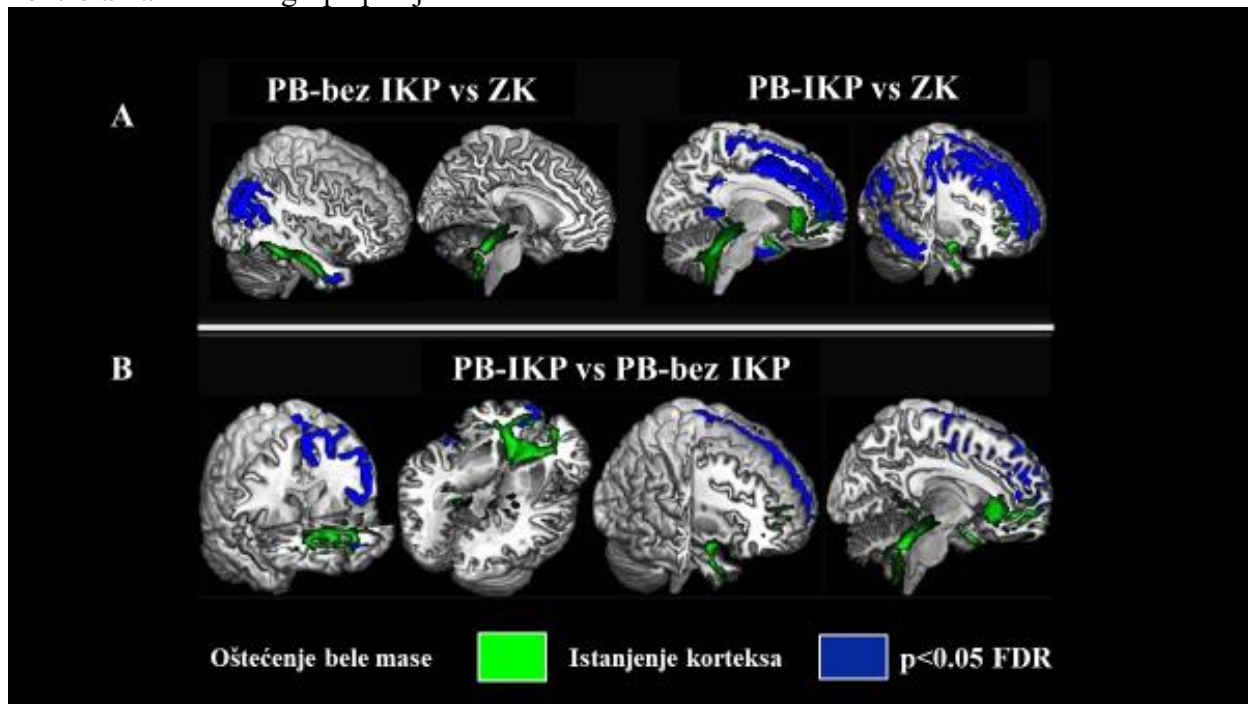 PB-bez IKP vs ZK
PB-IKP vs ZK
A
B
PB-IKP vs PB-bez IKP
Oštećenje bele mase
Istanjenje korteksa
p<0.05 FDR